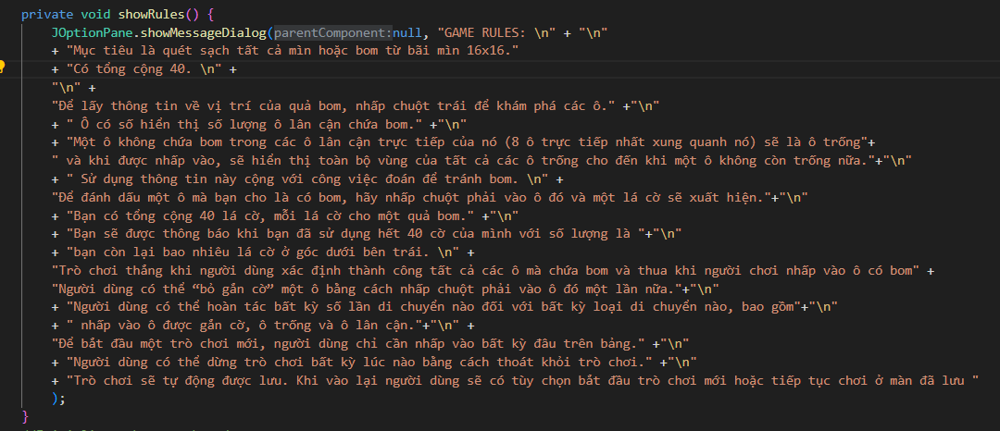 private void showRules() {
JOptionPane.showMessageDialog(parentComponent:null, "GAME RULES: \n" + "\n"
+ "Mục tiêu là quét sạch tất cả mìn hoặc bom từ bãi mìn 16x16."
+ "Có tổng cộng 40. \n" +
"\n" +
"Để lấy thông tin về vị trí của quả bom, nhấp chuột trái để khám phá các ô." +"\n"
+ " Ô có số hiển thị số lượng ô lân cận chứa bom." +"\n"
+ "Một ô không chứa bom trong các ô lân cận trực tiếp của nó (8 ô trực tiếp nhất xung quanh nó) sẽ là ô trống"+
" và khi được nhấp vào, sẽ hiển thị toàn bộ vùng của tất cả các ô trống cho đến khi một ô không còn trống nữa."+"\n"
+ " Sử dụng thông tin này cộng với công việc đoán để tránh bom. \n" +
"Để đánh dấu một ô mà bạn cho là có bom, hãy nhấp chuột phải vào ô đó và một lá cờ sẽ xuất hiện."+"\n"
+ "Bạn có tổng cộng 40 lá cờ, mỗi lá cờ cho một quả bom." +"\n"
+ "Bạn sẽ được thông báo khi bạn đã sử dụng hết 40 cờ của mình với số lượng là "+"\n"
+ "bạn còn lại bao nhiêu lá cờ ở góc dưới bên trái. \n" +
"Trò chơi thắng khi người dùng xác định thành công tất cả các ô mà chứa bom và thua khi người chơi nhấp vào ô có bom" +
"Người dùng có thể “bỏ gắn cờ” một ô bằng cách nhấp chuột phải vào ô đó một lần nữa."+"\n"
+ "Người dùng có thể hoàn tác bất kỳ số lần di chuyển nào đối với bất kỳ loại di chuyển nào, bao gồm"+"\n"
+ " nhấp vào ô được gắn cờ, ô trống và ô lân cận."+"\n" +
"Để bắt đầu một trò chơi mới, người dùng chỉ cần nhấp vào bất kỳ đâu trên bảng." +"\n"
+ "Người dùng có thể dừng trò chơi bất kỳ lúc nào bằng cách thoát khỏi trò chơi." +"\n"
+ "Trò chơi sẽ tự động được lưu. Khi vào lại người dùng sẽ có tùy chọn bắt đầu trò chơi mới hoặc tiếp tục chơi ở màn đã lưu "
);
}